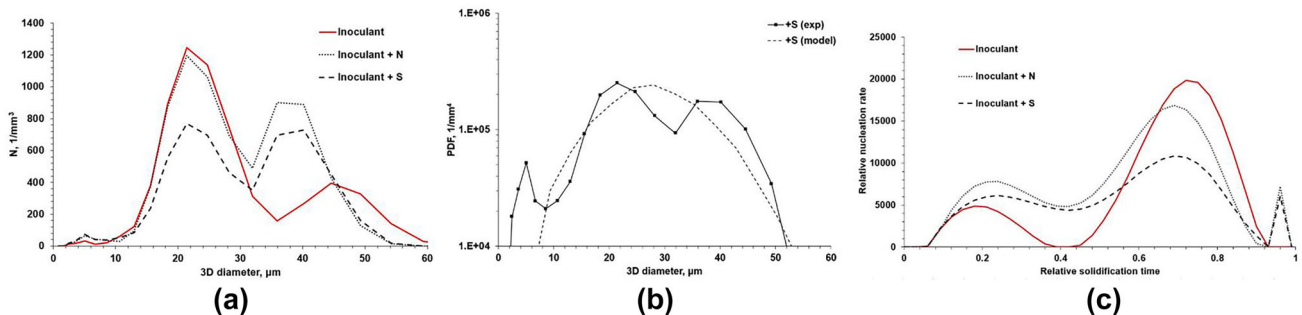 1400
1200
1000
800
600
400
200
0
N, 1/mm³
Inoculant
Inoculant + N
Inoculant + S
0 10 20 30 40 50 60
3D diameter, µm
(a)
1.E+06
1.E+05
1.E+04
PDF, 1/mm⁴
+S (exp)
+S (model)
0 10 20 30 40 50 60
3D diameter, µm
(b)
25000
20000
15000
10000
5000
0
Relative nucleation rate
Inoculant
Inoculant + N
Inoculant + S
0 0.2 0.4 0.6 0.8 1
Relative solidification time
(c)